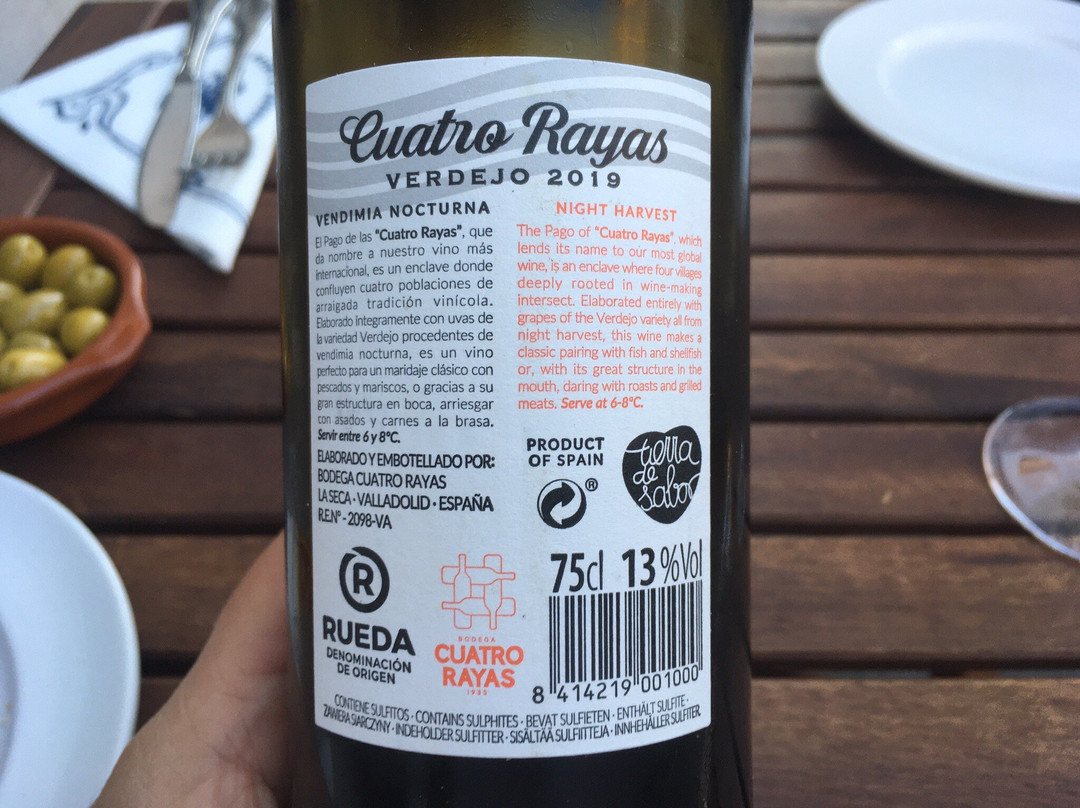 Cuatro Rayas
VERDEJO 2019
VENDIMIA NOCTURNA
El Pago de las "Cuatro Rayas", que
da nombre a nuestro vino más
internacional, es un enclave donde
confluyen cuatro poblaciones de
arraigada tradición vinícola.
Elaborado íntegramente con uvas de
la variedad Verdejo procedentes de
vendimia nocturna, es un vino
perfecto para un maridaje clásico con
pescados y mariscos, o gracias a su
gran estructura en boca, arriesgar
con asados y carnes a la brasa.
Servir entre 6 y 8ºC.
ELABORADO Y EMBOTELLADO POR:
BODEGA CUATRO RAYAS
LA SECA · VALLADOLID · ESPAÑA
R.E.Nº - 2098-VA
NIGHT HARVEST
The Pago of "Cuatro Rayas", which
lends its name to our most global
wine, is an enclave where four villages
deeply rooted in wine-making
intersect. Elaborated entirely with
grapes of the Verdejo variety all from
night harvest, this wine makes a
classic pairing with fish and shellfish
or, with its great structure in the
mouth, daring with roasts and grilled
meats. Serve at 6-8ºC.
PRODUCT
OF SPAIN
®
terra
de
sabor
75cl 13%Vol
R
RUEDA
DENOMINACIÓN
DE ORIGEN
BODEGA
CUATRO
RAYAS
1935
8 414219 001000
CONTIENE SULFITOS · CONTAINS SULPHITES · BEVAT SULFIETEN · ENTHÄLT SULFITE ·
ZAWIERA SIARCZYNY · INDEHOLDER SULFITTER · SISÄLTÄÄ SULFIITTEJA · INNHEHÅLLER SULFITER